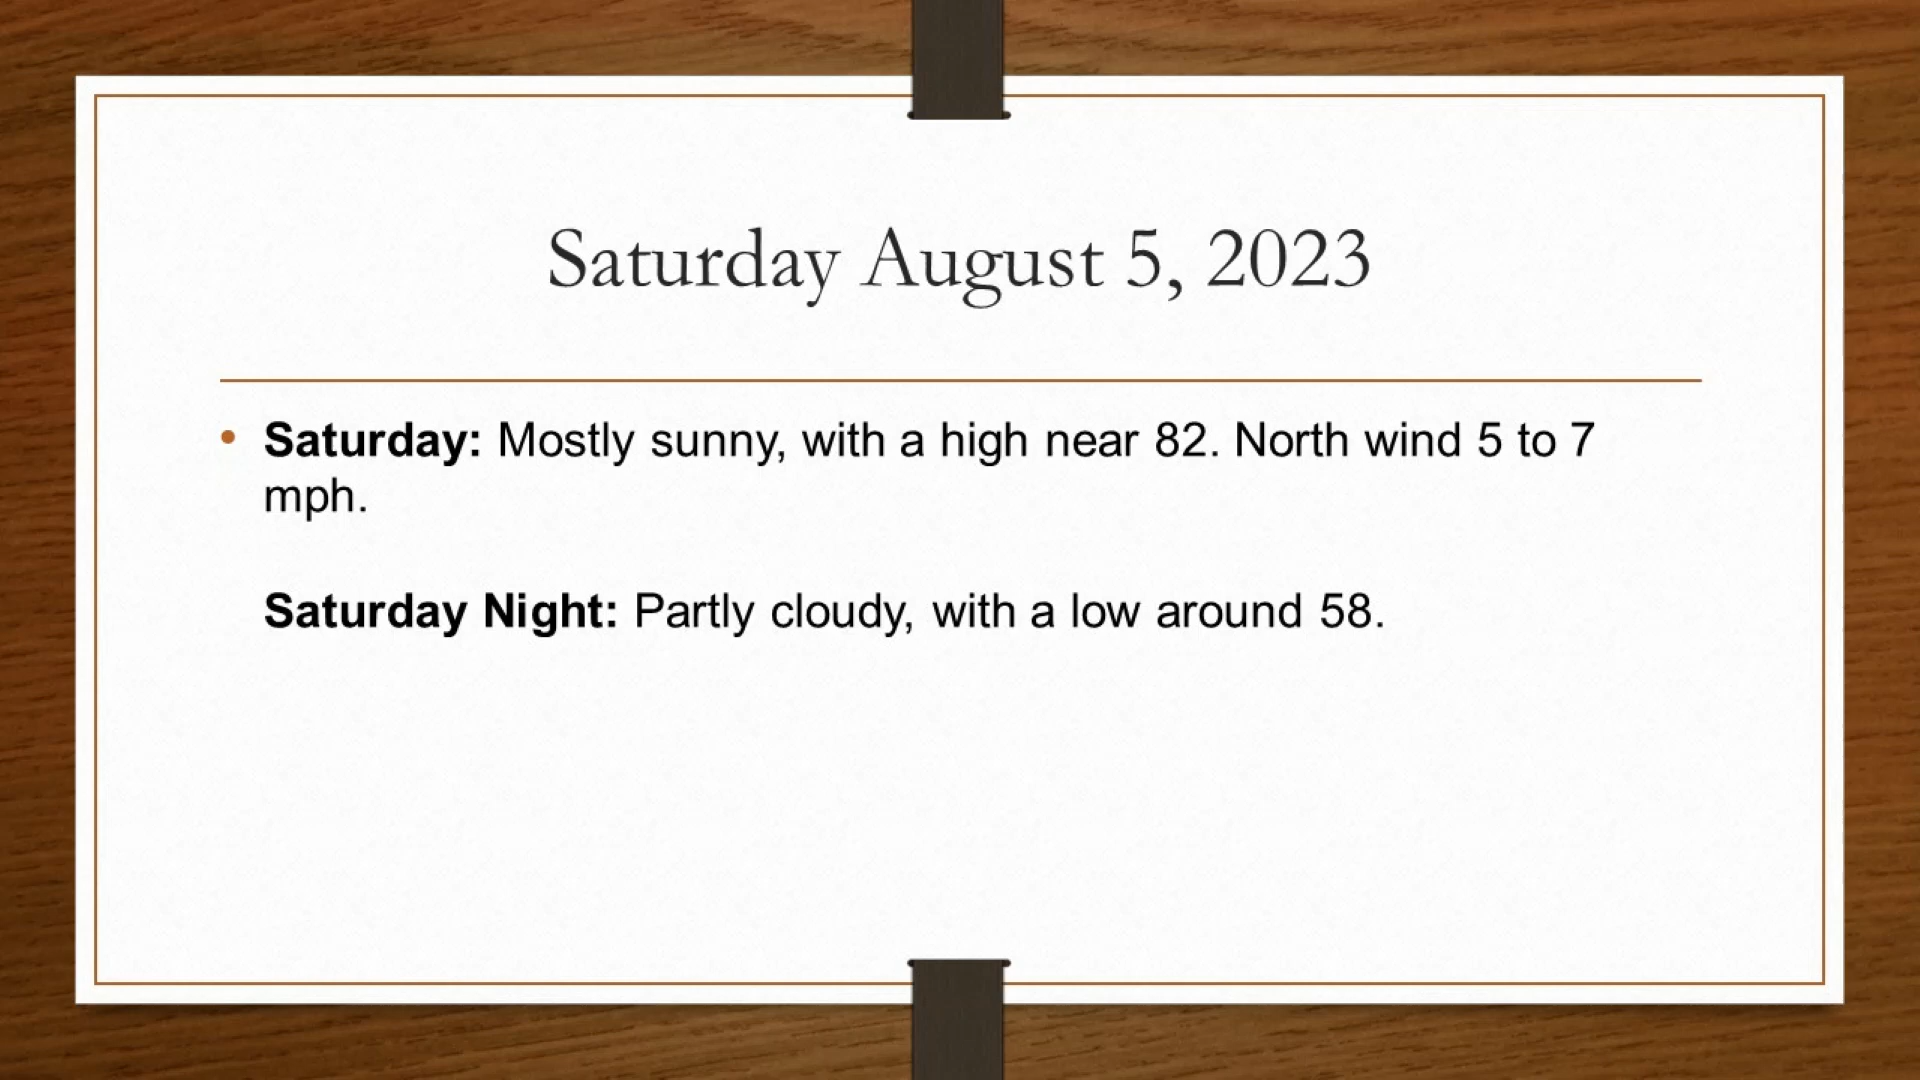 Saturday August 5, 2023
• Saturday: Mostly sunny, with a high near 82. North wind 5 to 7
mph.
Saturday Night: Partly cloudy, with a low around 58.